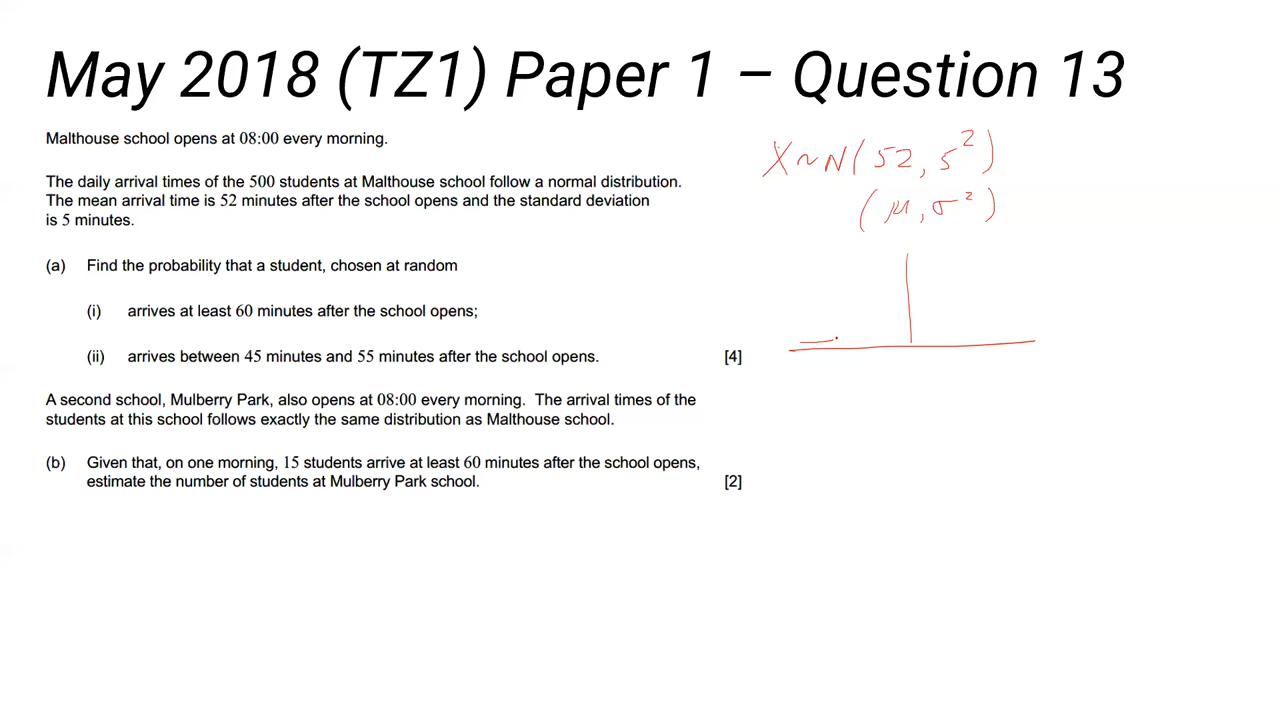 May 2018 (TZ1) Paper 1 – Question 13
Malthouse school opens at 08:00 every morning.
The daily arrival times of the 500 students at Malthouse school follow a normal distribution.
The mean arrival time is 52 minutes after the school opens and the standard deviation
is 5 minutes.
(a) Find the probability that a student, chosen at random
(i) arrives at least 60 minutes after the school opens;
(ii) arrives between 45 minutes and 55 minutes after the school opens. [4]
A second school, Mulberry Park, also opens at 08:00 every morning. The arrival times of the
students at this school follows exactly the same distribution as Malthouse school.
(b) Given that, on one morning, 15 students arrive at least 60 minutes after the school opens,
estimate the number of students at Mulberry Park school. [2]
X~N(52, 5²)
(μ, σ²)